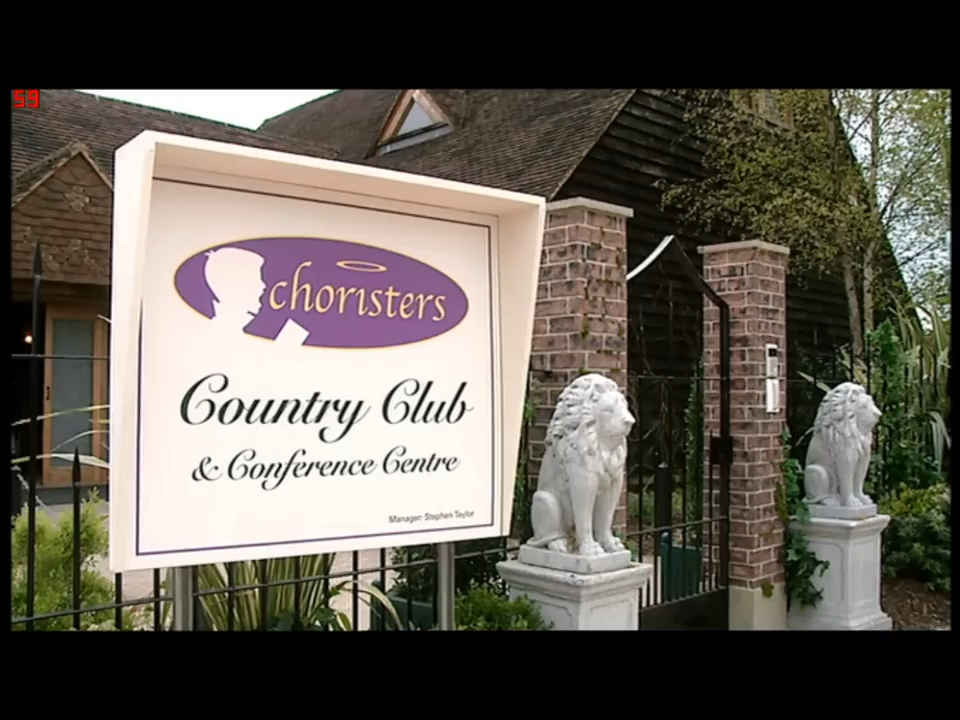 59
choristers
Country Club
& Conference Centre
Manager: Stephen Taylor